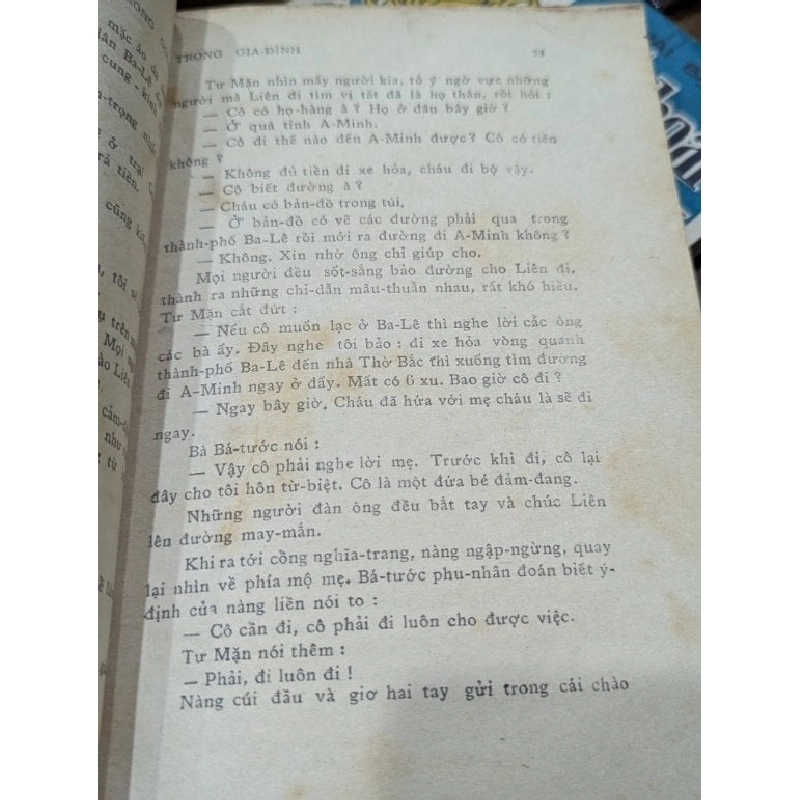 TRONG GIA-ĐÌNH 53
Tư Mặn nhìn mấy người kia, tỏ ý ngờ vực những
người mà Liên đi tìm vị tất đã là họ thân, rồi hỏi :
— Cô có họ-hàng à ? Họ ở đâu bây giờ ?
— Ở quá tỉnh A-Minh.
— Cô đi thế nào đến A-Minh được ? Cô có tiền
không ?
— Không đủ tiền đi xe hỏa, cháu đi bộ vậy.
— Cô biết đường à ?
— Cháu có bản-đồ trong túi.
— Ở bản-đồ có vẽ các đường phải qua trong
thành-phố Ba-Lê rồi mới ra đường đi A-Minh không ?
— Không. Xin nhờ ông chỉ giúp cho.
Mọi người đều sốt-sắng bảo đường cho Liên đi,
thành ra những chỉ-dẫn mâu-thuẫn nhau, rất khó hiểu.
Tư Mặn cắt đứt :
— Nếu cô muốn lạc ở Ba-Lê thì nghe lời các ông
các bà ấy. Đây nghe tôi bảo : đi xe hỏa vòng quanh
thành-phố Ba-Lê đến nhà Thờ Bắc thì xuống tìm đường
đi A-Minh ngay ở đấy. Mất có 6 xu. Bao giờ cô đi ?
— Ngay bây giờ. Cháu đã hứa với mẹ cháu là sẽ đi
ngay.
Bà Bá-tước nói :
— Vậy cô phải nghe lời mẹ. Trước khi đi, cô lại
đây cho tôi hôn từ-biệt. Cô là một đứa bé đảm-đang.
Những người đàn ông đều bắt tay và chúc Liên
lên đường may-mắn.
Khi ra tới cổng nghĩa-trang, nàng ngập-ngừng, quay
lại nhìn về phía mộ mẹ. Bá-tước phu-nhân đoán biết ý-
định của nàng liền nói to :
— Cô cần đi, cô phải đi luôn cho được việc.
Tư Mặn nói thêm :
— Phải, đi luôn đi !
Nàng cúi đầu và giơ hai tay gửi trong cái chào